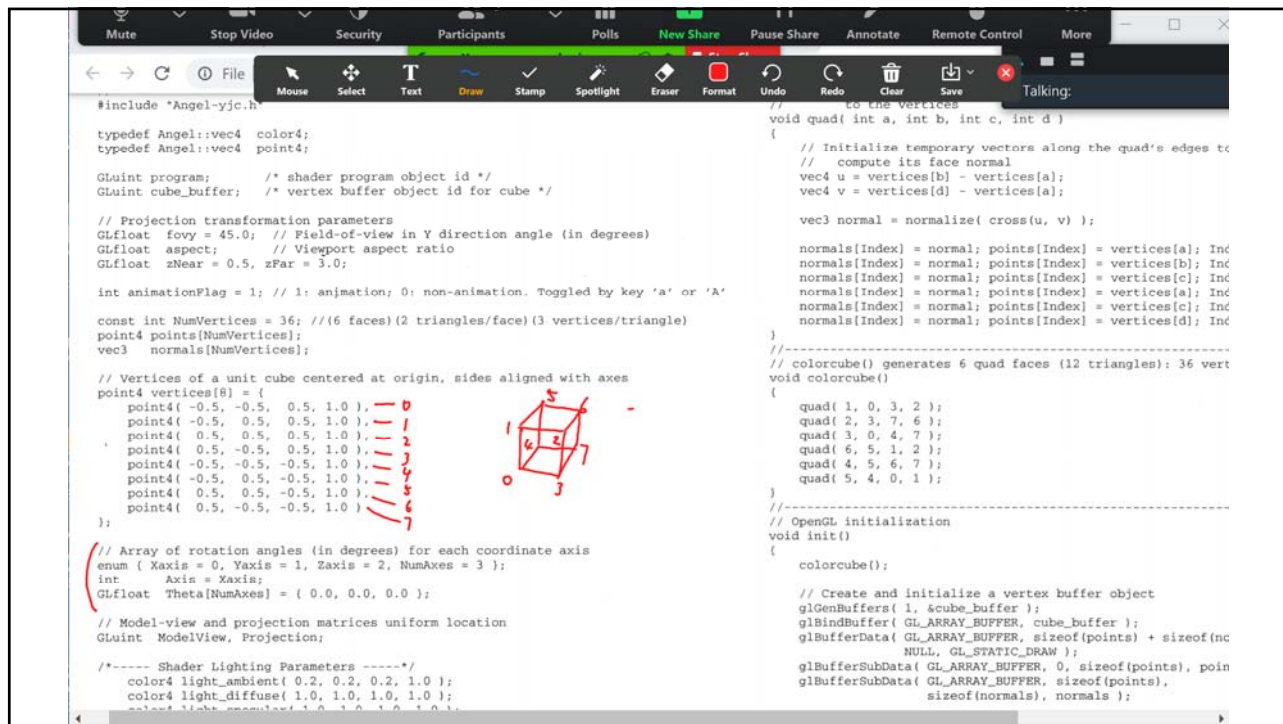 Mute Stop Video Security Participants Polls New Share Pause Share Annotate Remote Control More
File
Mouse Select Text Draw Stamp Spotlight Eraser Format Undo Redo Clear Save
Talking:
#include "Angel-yjc.h"
typedef Angel::vec4 color4;
typedef Angel::vec4 point4;
GLuint program; /* shader program object id */
GLuint cube_buffer; /* vertex buffer object id for cube */
// Projection transformation parameters
GLfloat fovy = 45.0; // Field-of-view in Y direction angle (in degrees)
GLfloat aspect; // Viewport aspect ratio
GLfloat zNear = 0.5, zFar = 3.0;
int animationFlag = 1; // 1: animation; 0: non-animation. Toggled by key 'a' or 'A'
const int NumVertices = 36; //(6 faces)(2 triangles/face)(3 vertices/triangle)
point4 points[NumVertices];
vec3 normals[NumVertices];
// Vertices of a unit cube centered at origin, sides aligned with axes
point4 vertices[8] = {
point4( -0.5, -0.5, 0.5, 1.0 ), 0
point4( -0.5, 0.5, 0.5, 1.0 ), 1
point4( 0.5, 0.5, 0.5, 1.0 ), 2
point4( 0.5, -0.5, 0.5, 1.0 ), 3
point4( -0.5, -0.5, -0.5, 1.0 ), 4
point4( -0.5, 0.5, -0.5, 1.0 ), 5
point4( 0.5, 0.5, -0.5, 1.0 ), 6
point4( 0.5, -0.5, -0.5, 1.0 ) 7
};
5 6
1 4 2 7
0 3
// Array of rotation angles (in degrees) for each coordinate axis
enum { Xaxis = 0, Yaxis = 1, Zaxis = 2, NumAxes = 3 };
int Axis = Xaxis;
GLfloat Theta[NumAxes] = { 0.0, 0.0, 0.0 };
// Model-view and projection matrices uniform location
GLuint ModelView, Projection;
/*----- Shader Lighting Parameters -----*/
color4 light_ambient( 0.2, 0.2, 0.2, 1.0 );
color4 light_diffuse( 1.0, 1.0, 1.0, 1.0 );
color4 light_specular( 1.0, 1.0, 1.0, 1.0 );
// to the vertices
void quad( int a, int b, int c, int d )
{
// Initialize temporary vectors along the quad's edges to
// compute its face normal
vec4 u = vertices[b] - vertices[a];
vec4 v = vertices[d] - vertices[a];
vec3 normal = normalize( cross(u, v) );
normals[Index] = normal; points[Index] = vertices[a]; Ind
normals[Index] = normal; points[Index] = vertices[b]; Ind
normals[Index] = normal; points[Index] = vertices[c]; Ind
normals[Index] = normal; points[Index] = vertices[a]; Ind
normals[Index] = normal; points[Index] = vertices[c]; Ind
normals[Index] = normal; points[Index] = vertices[d]; Ind
}
//----------------------------------------------------------
// colorcube() generates 6 quad faces (12 triangles): 36 vert
void colorcube()
{
quad( 1, 0, 3, 2 );
quad( 2, 3, 7, 6 );
quad( 3, 0, 4, 7 );
quad( 6, 5, 1, 2 );
quad( 4, 5, 6, 7 );
quad( 5, 4, 0, 1 );
}
//----------------------------------------------------------
// OpenGL initialization
void init()
{
colorcube();
// Create and initialize a vertex buffer object
glGenBuffers( 1, &cube_buffer );
glBindBuffer( GL_ARRAY_BUFFER, cube_buffer );
glBufferData( GL_ARRAY_BUFFER, sizeof(points) + sizeof(no
NULL, GL_STATIC_DRAW );
glBufferSubData( GL_ARRAY_BUFFER, 0, sizeof(points), poin
glBufferSubData( GL_ARRAY_BUFFER, sizeof(points),
sizeof(normals), normals );